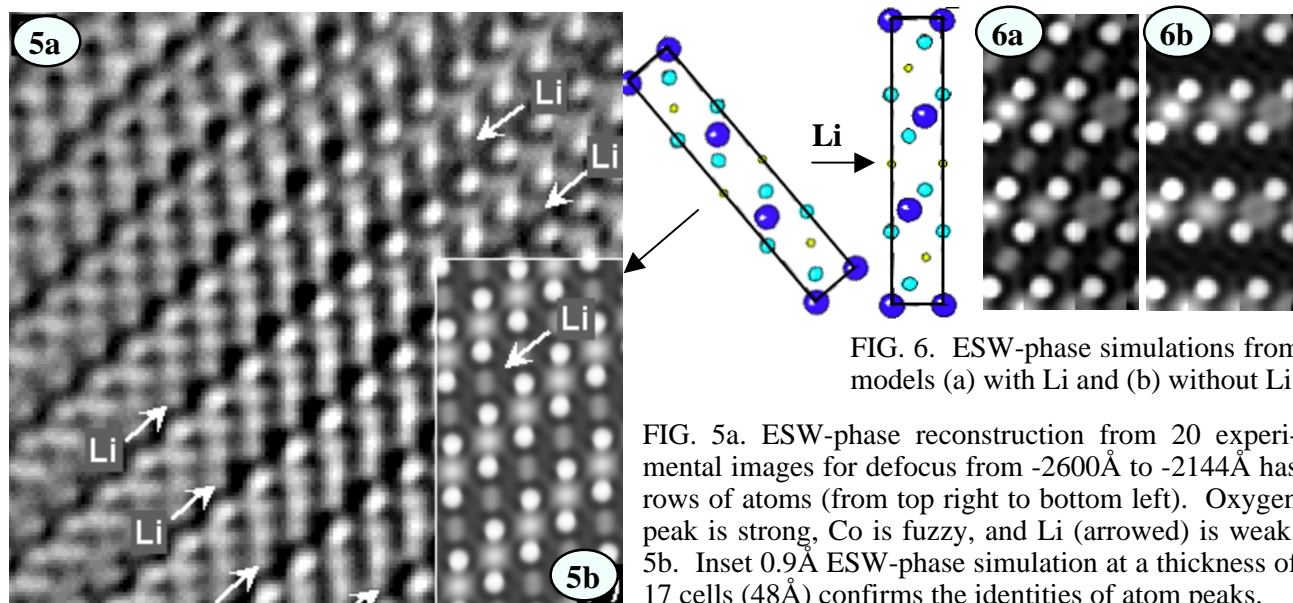 5a
Li
Li
Li
6a
6b
Li
Li
Li
Li
5b
FIG. 6. ESW-phase simulations from
models (a) with Li and (b) without Li
FIG. 5a. ESW-phase reconstruction from 20 experi-
mental images for defocus from -2600Å to -2144Å has
rows of atoms (from top right to bottom left). Oxygen
peak is strong, Co is fuzzy, and Li (arrowed) is weak.
5b. Inset 0.9Å ESW-phase simulation at a thickness of
17 cells (48Å) confirms the identities of atom peaks.